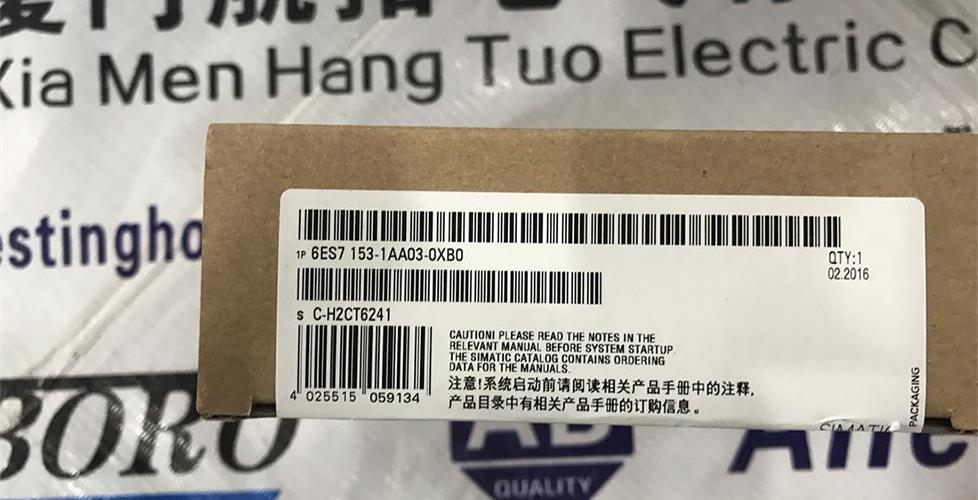 Xia Men Hang Tuo Electric C
estingho
1P 6ES7 153-1AA03-0XB0
QTY:1
02.2016
S C-H2CT6241
CAUTION! PLEASE READ THE NOTES IN THE
RELEVANT MANUAL BEFORE SYSTEM STARTUP.
THE SIMATIC CATALOG CONTAINS ORDERING
DATA FOR THE MANUALS.
注意!系统启动前请阅读相关产品手册中的注释,
产品目录中有相关产品手册的订购信息。
4 025515 059134
PACKAGING
BORO
AB
QUALITY